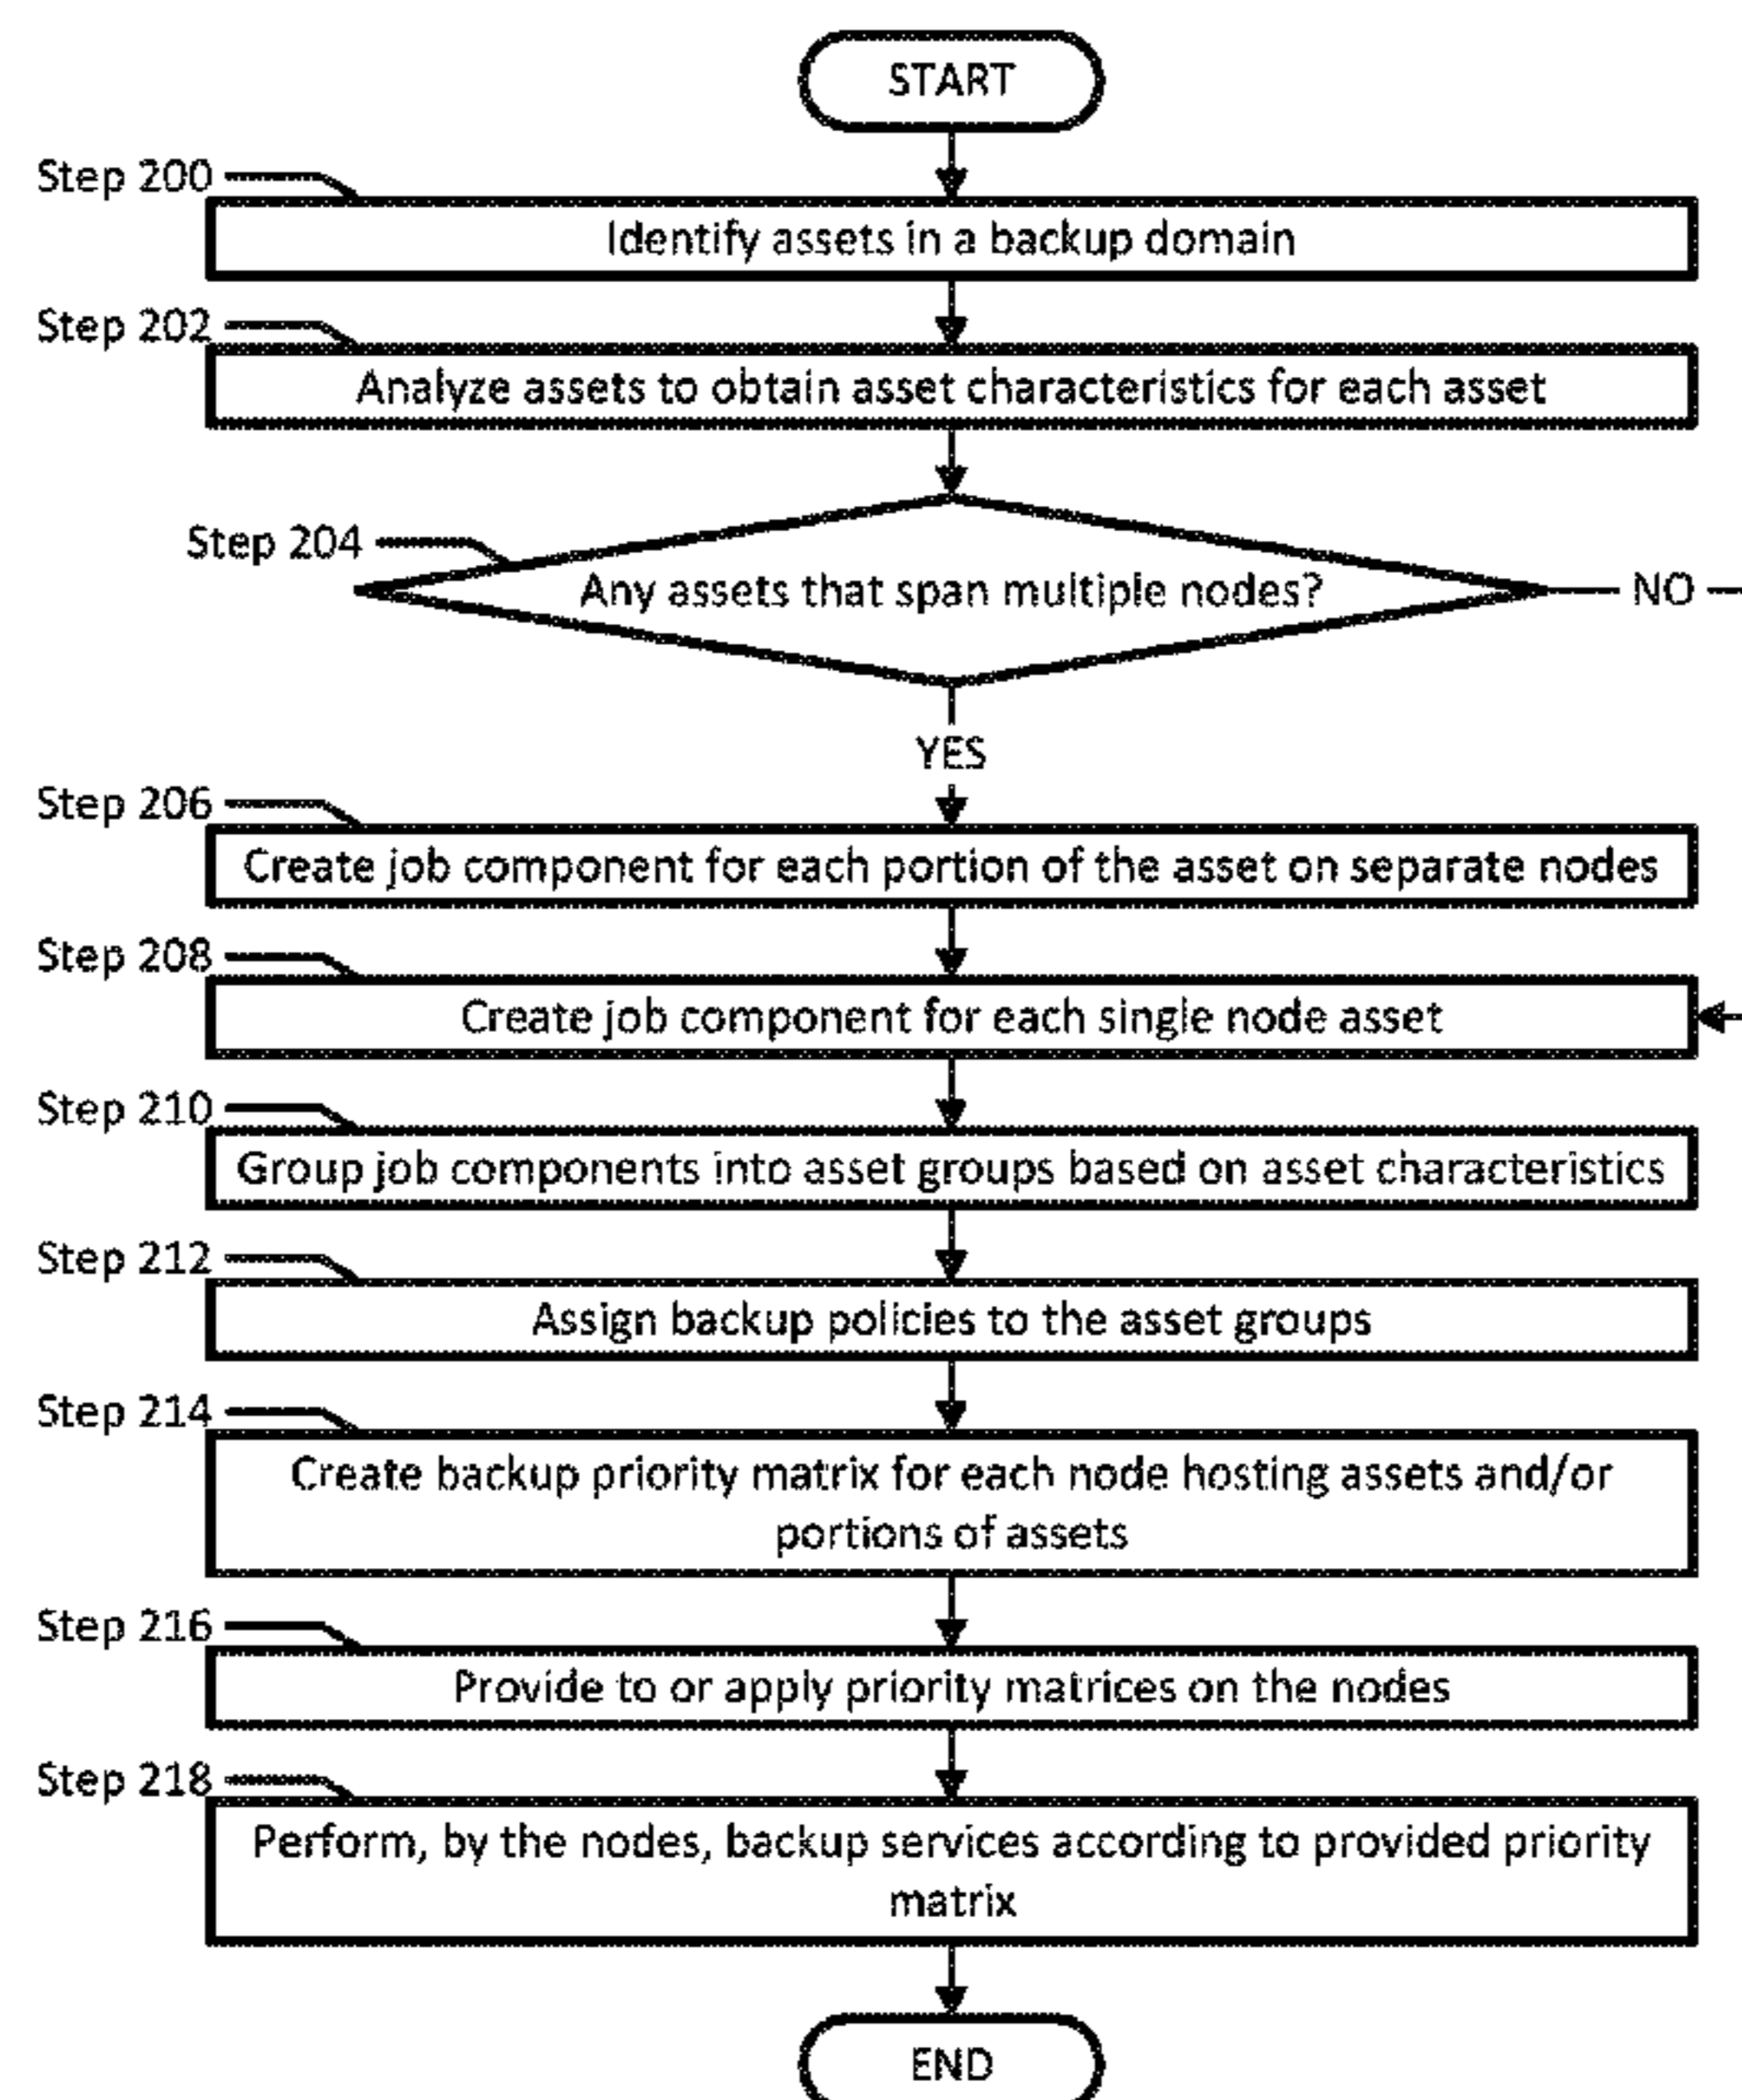 START
Step 200
Identify assets in a backup domain
Step 202
Analyze assets to obtain asset characteristics for each asset
Step 204
Any assets that span multiple nodes?
NO
YES
Step 206
Create job component for each portion of the asset on separate nodes
Step 208
Create job component for each single node asset
Step 210
Group job components into asset groups based on asset characteristics
Step 212
Assign backup policies to the asset groups
Step 214
Create backup priority matrix for each node hosting assets and/or
portions of assets
Step 216
Provide to or apply priority matrices on the nodes
Step 218
Perform, by the nodes, backup services according to provided priority
matrix
END